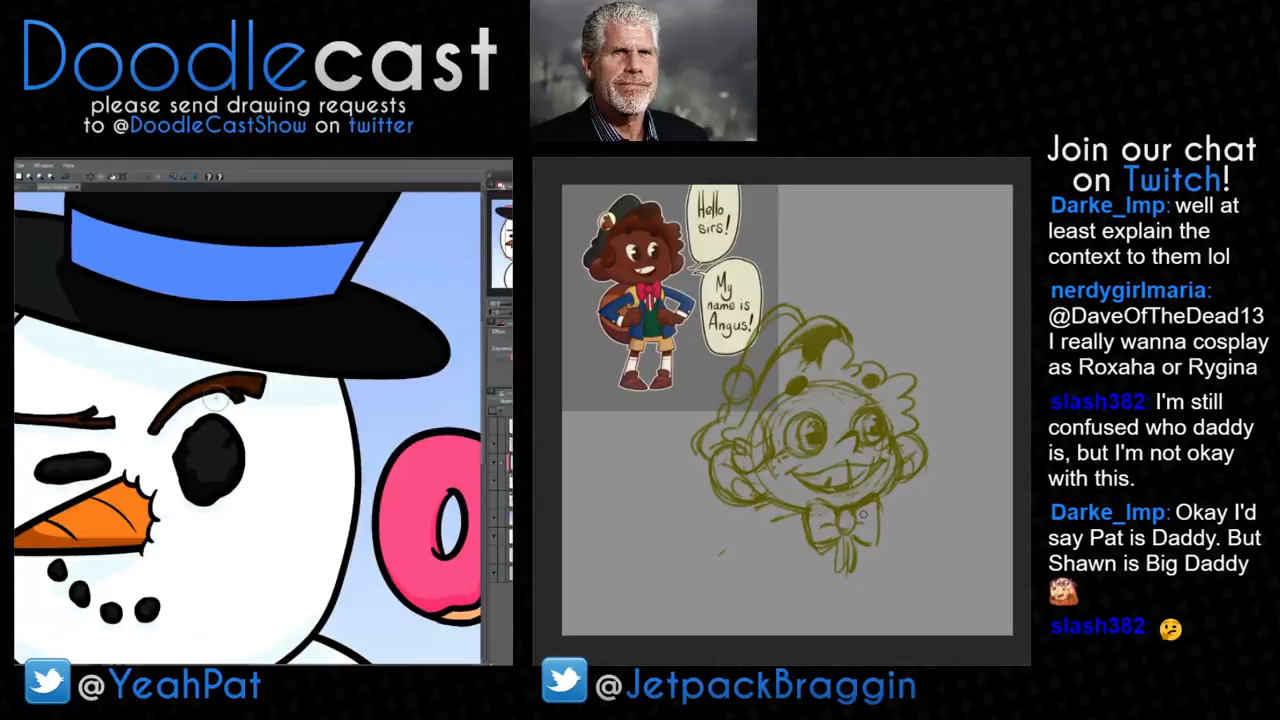 Doodlecast
please send drawing requests
to @DoodleCastShow on twitter
Window Help
Hello
sirs!
My
name is
Angus!
Join our chat
on Twitch!
Darke_Imp: well at
least explain the
context to them lol
nerdygirlmaria:
@DaveOfTheDead13
I really wanna cosplay
as Roxaha or Rygina
slash382: I'm still
confused who daddy
is, but I'm not okay
with this.
Darke_Imp: Okay I'd
say Pat is Daddy. But
Shawn is Big Daddy
slash382: 🤔
@YeahPat
@JetpackBraggin